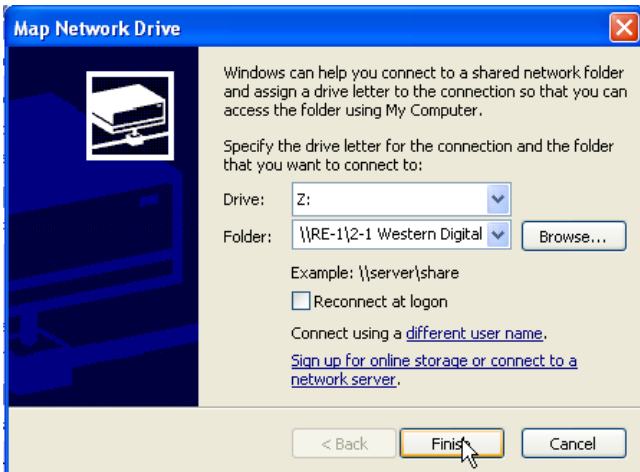 Map Network Drive
Windows can help you connect to a shared network folder
and assign a drive letter to the connection so that you can
access the folder using My Computer.
Specify the drive letter for the connection and the folder
that you want to connect to:
Drive: Z:
Folder: \\RE-1\2-1 Western Digital Browse...
Example: \\server\share
Reconnect at logon
Connect using a different user name.
Sign up for online storage or connect to a
network server.
< Back Finish Cancel